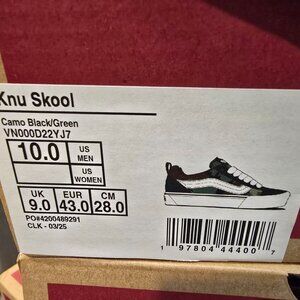 Knu Skool
Camo Black/Green
VN000D22YJ7
10.0 US MEN
US WOMEN
UK EUR CM
9.0 43.0 28.0
PO#4200489291
CLK - 03/25
1 97804 44400 7